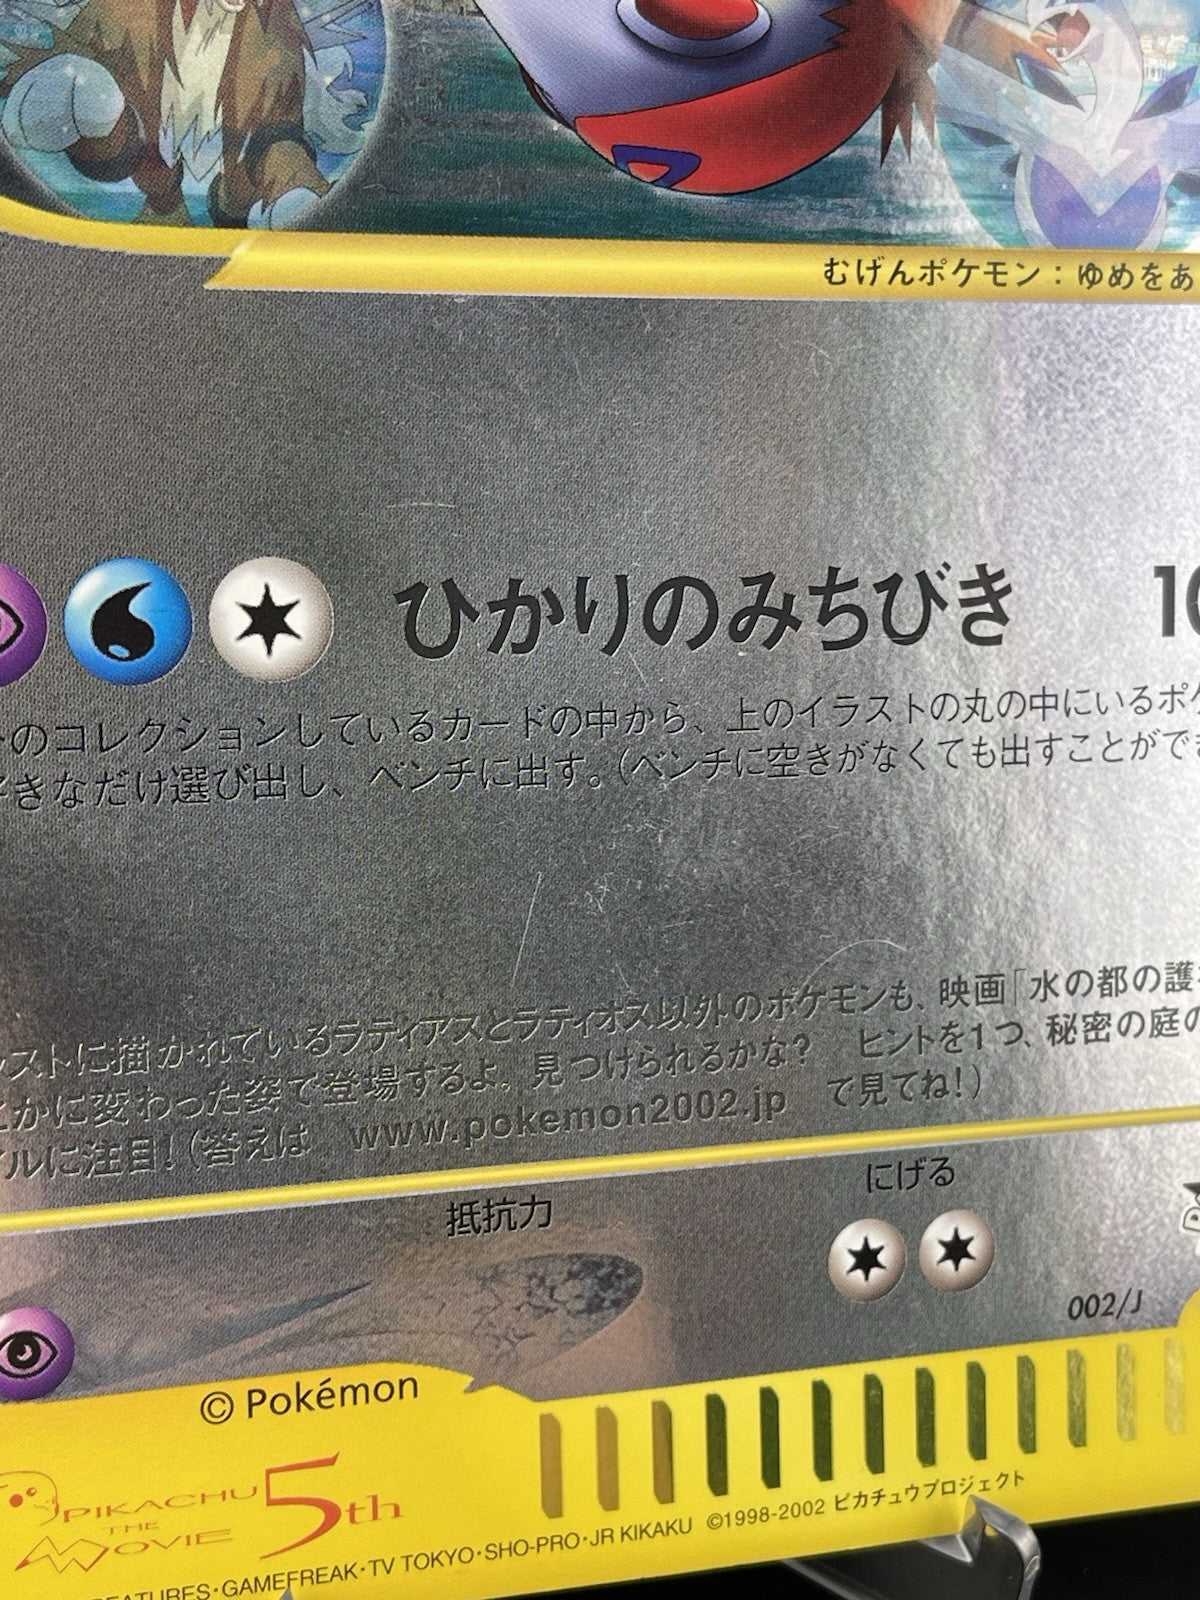 むげんポケモン：ゆめをあ
ひかりのみちびき 10
のコレクションしているカードの中から、上のイラストの丸の中にいるポケ
きなだけ選び出し、ベンチに出す。（ベンチに空きがなくても出すことができ
ストに描かれているラティアスとラティオス以外のポケモンも、映画「水の都の護
かに変わった姿で登場するよ。見つけられるかな？ ヒントを1つ、秘密の庭の
ルに注目！（答えは www.pokemon2002.jp で見てね！）
抵抗力 にげる
002/J
© Pokémon
PIKACHU THE MOVIE 5th
EATURES・GAMEFREAK・TV TOKYO・SHO-PRO・JR KIKAKU ©1998-2002 ピカチュウプロジェクト